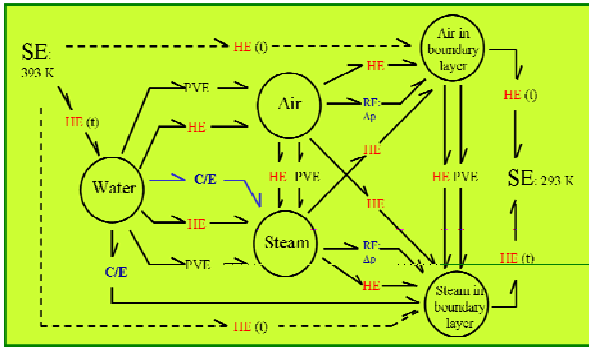 SE:
393 K
HE (t)
Air in
boundary
layer
HE
PVE
Air
RF:
Δp
HE (t)
HE (t)
HE
HE
C/E
HE PVE
HE PVE
SE: 293 K
Water
HE
HE
Steam
RF:
Δp
PVE
HE
HE (t)
C/E
Steam in
boundary
layer
HE (t)